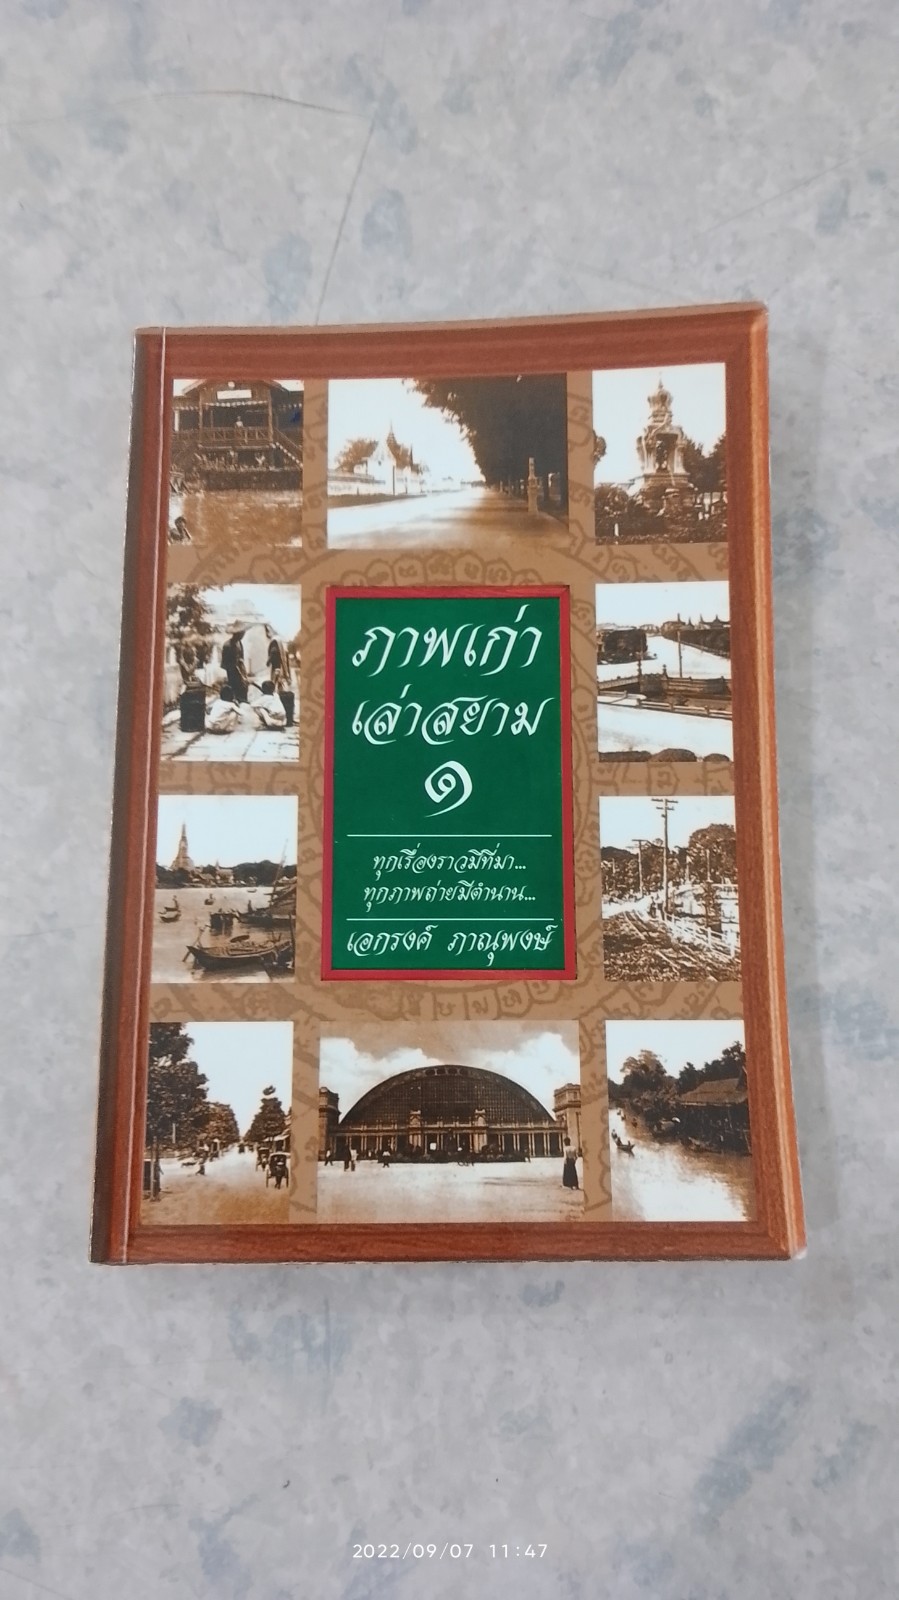 ภาพเก่า
เล่าสยาม
๑
ทุกเรื่องราวมีที่มา...
ทุกภาพถ่ายมีตำนาน...
เอกรงค์ ภาณุพงษ์
2022/09/07 11:47